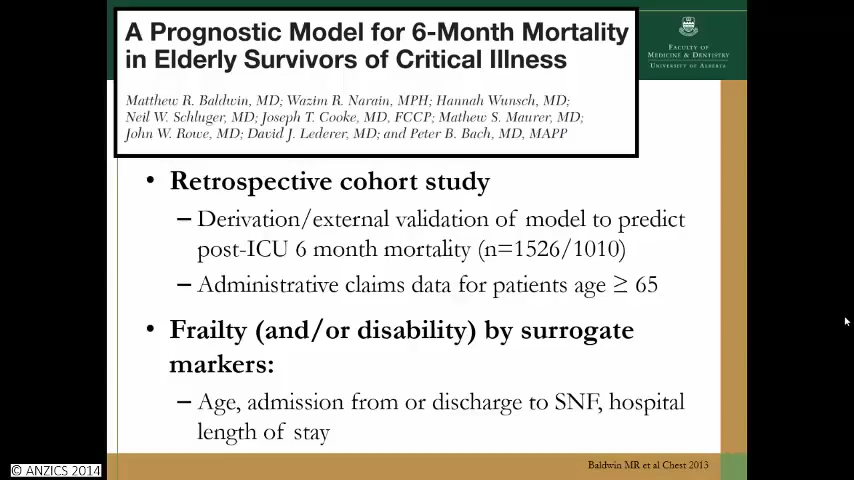 A Prognostic Model for 6-Month Mortality
in Elderly Survivors of Critical Illness
Matthew R. Baldwin, MD; Wazim R. Narain, MPH; Hannah Wunsch, MD;
Neil W. Schluger, MD; Joseph T. Cooke, MD, FCCP; Mathew S. Maurer, MD;
John W. Rowe, MD; David J. Lederer, MD; and Peter B. Bach, MD, MAPP
FACULTY OF
MEDICINE & DENTISTRY
UNIVERSITY OF ALBERTA
• Retrospective cohort study
– Derivation/external validation of model to predict
post-ICU 6 month mortality (n=1526/1010)
– Administrative claims data for patients age ≥ 65
• Frailty (and/or disability) by surrogate
markers:
– Age, admission from or discharge to SNF, hospital
length of stay
Baldwin MR et al Chest 2013
© ANZICS 2014